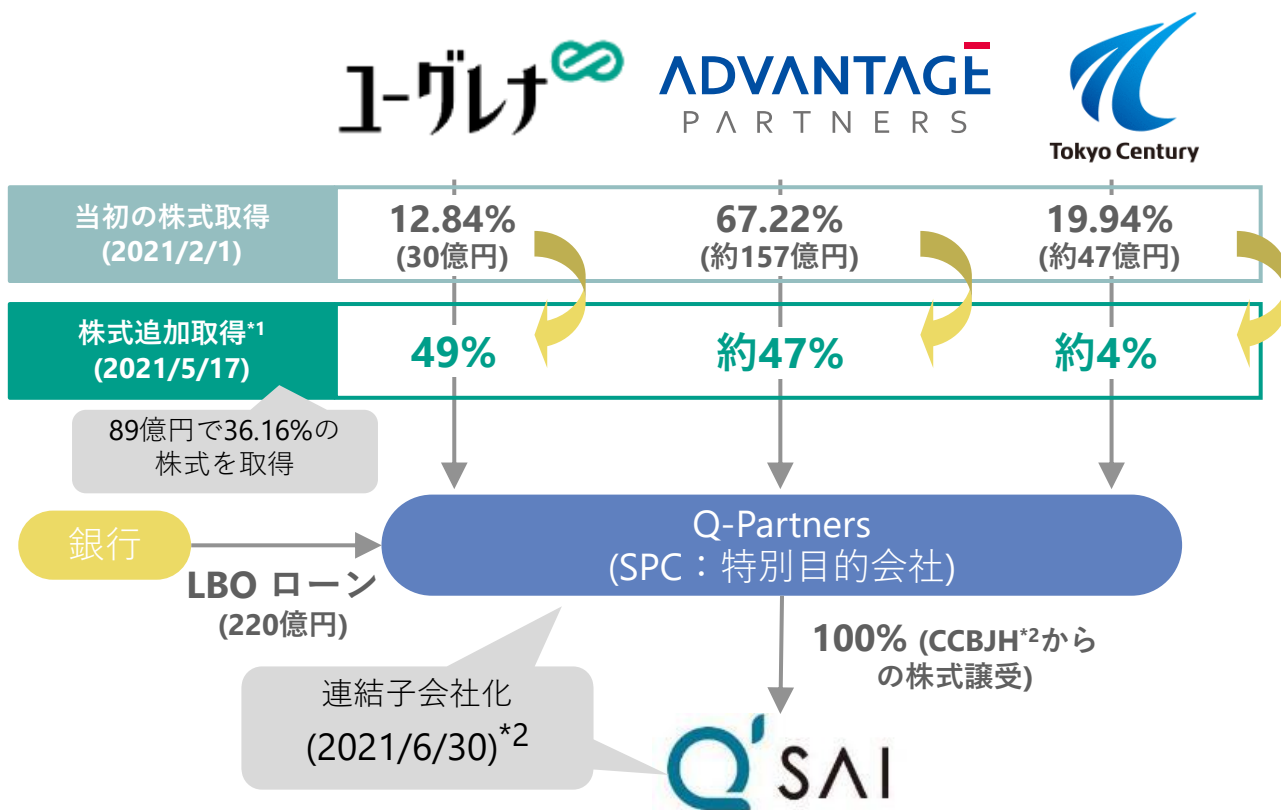 ユーグレナ
ADVANTAGE
PARTNERS
Tokyo Century
当初の株式取得
(2021/2/1)
12.84%
(30億円)
67.22%
(約157億円)
19.94%
(約47億円)
株式追加取得*1
(2021/5/17)
49%
約47%
約4%
89億円で36.16%の
株式を取得
銀行
LBO ローン
(220億円)
Q-Partners
(SPC：特別目的会社)
100% (CCBJH*2から
の株式譲受)
連結子会社化
(2021/6/30)*2
Q'SAI